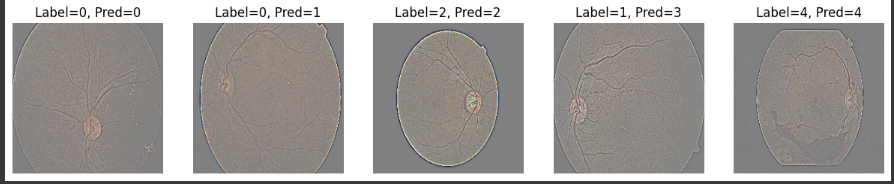 Label=0, Pred=0
Label=0, Pred=1
Label=2, Pred=2
Label=1, Pred=3
Label=4, Pred=4